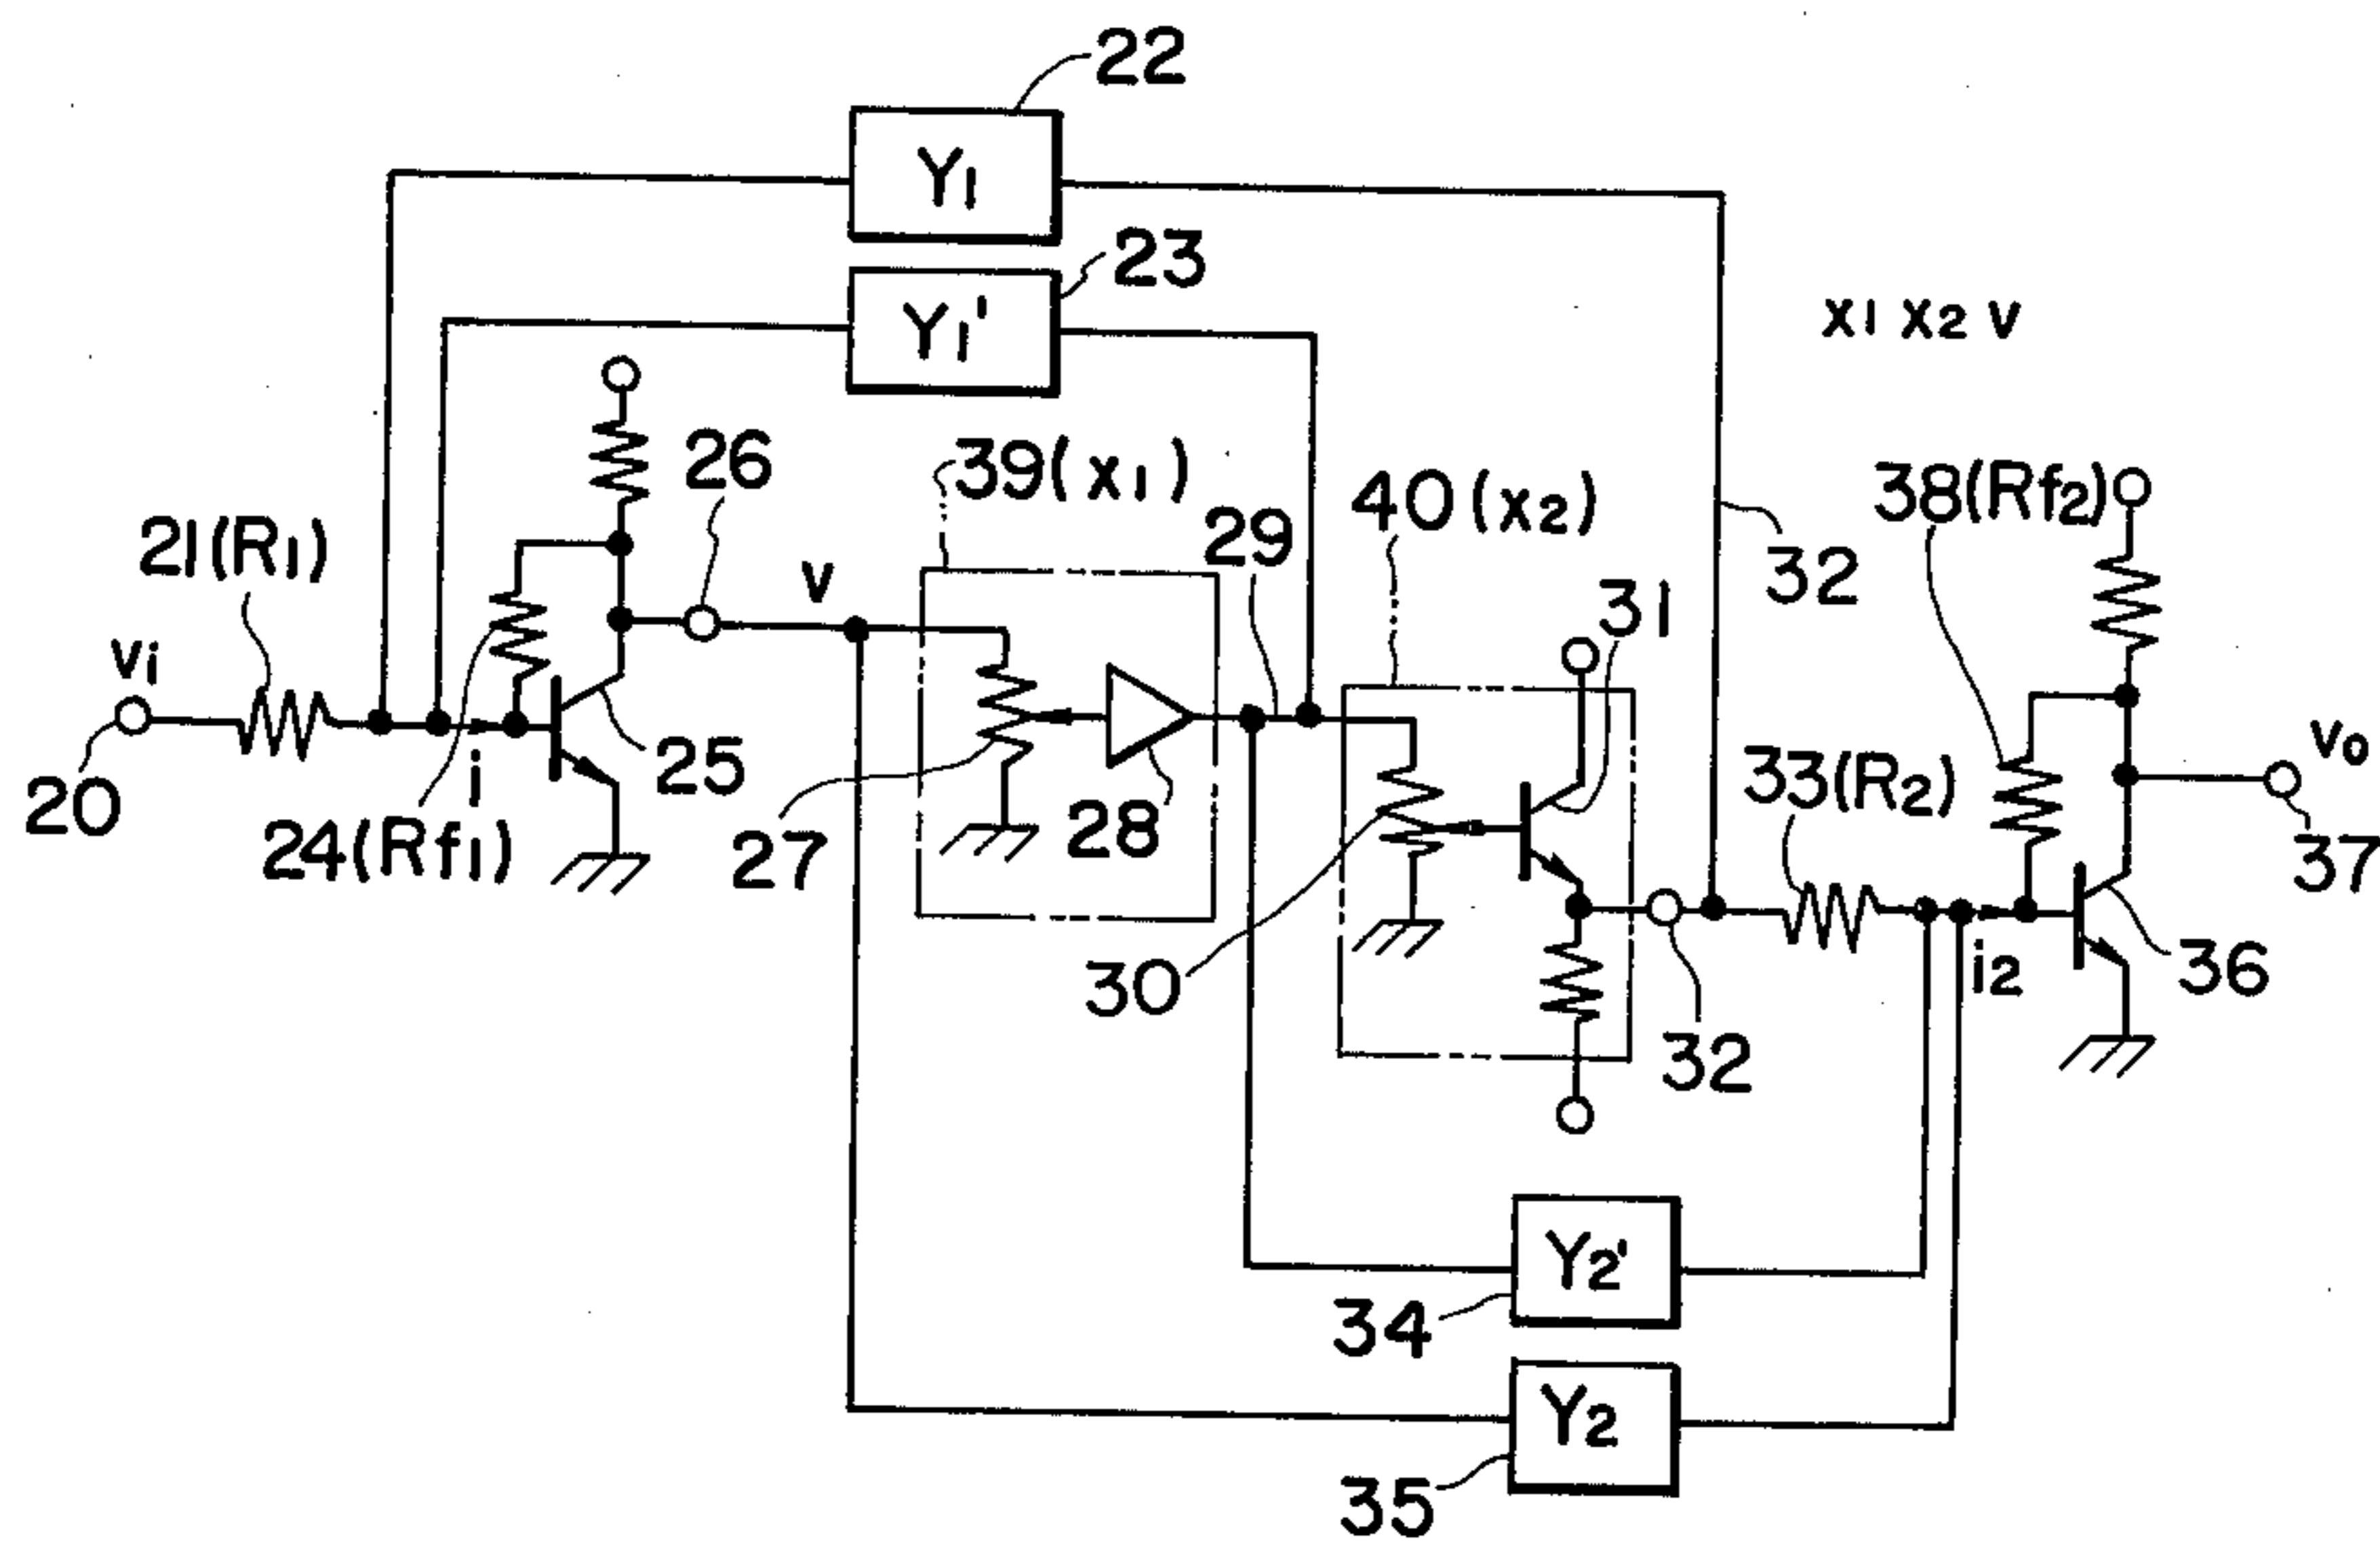 22
Y1
23
Y1'
x1 x2 v
26
39(x1)
40(x2)
38(Rf2)
29
21(R1)
32
v
31
vi
vo
25
33(R2)
i
20
28
24(Rf1)
27
37
30
i2
36
32
Y2'
34
Y2
35